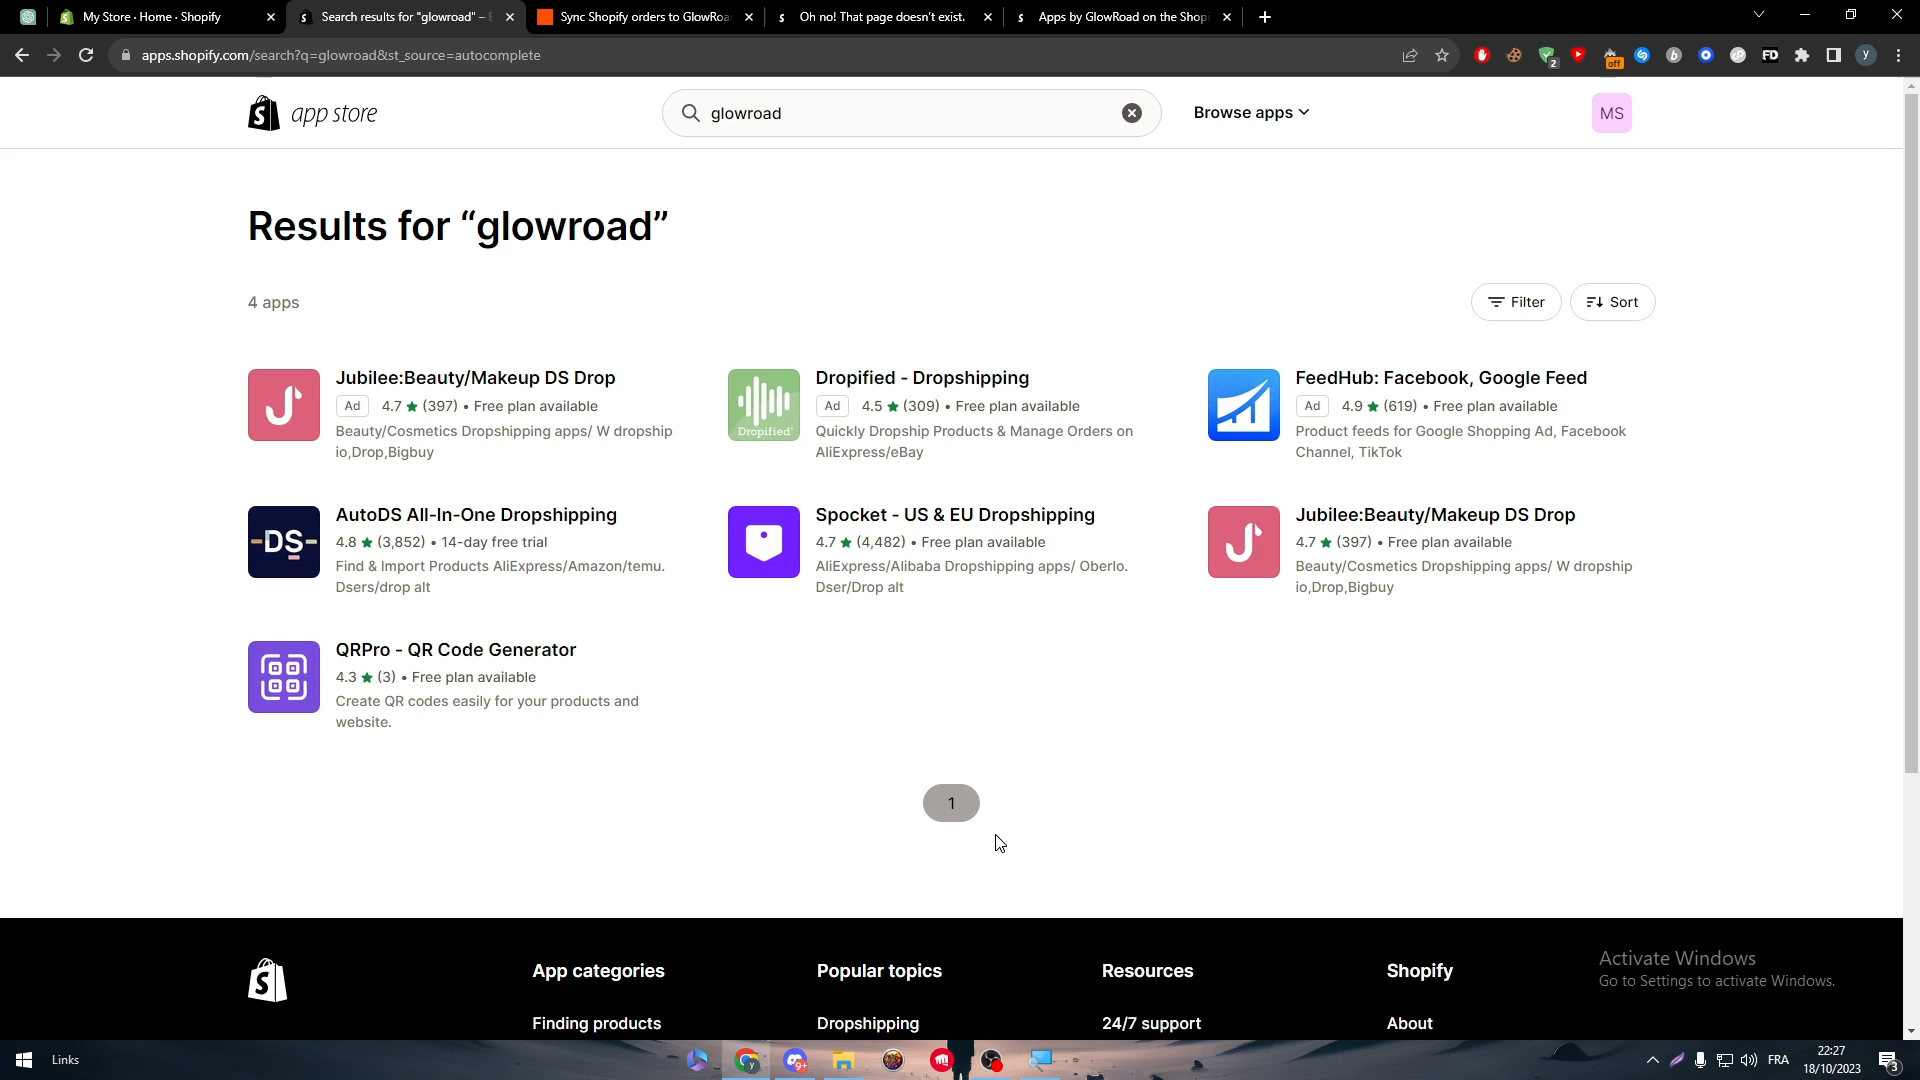 My Store · Home · Shopify
Search results for "glowroad" – E
Sync Shopify orders to GlowRoa
Oh no! That page doesn't exist.
Apps by GlowRoad on the Shop
apps.shopify.com/search?q=glowroad&st_source=autocomplete
2
off
FD
y
app store
glowroad
Browse apps
MS
Results for “glowroad”
4 apps
Filter
Sort
Jubilee:Beauty/Makeup DS Drop
Ad 4.7 ★ (397) • Free plan available
Beauty/Cosmetics Dropshipping apps/ W dropship
io,Drop,Bigbuy
Dropified
Dropified - Dropshipping
Ad 4.5 ★ (309) • Free plan available
Quickly Dropship Products & Manage Orders on
AliExpress/eBay
FeedHub: Facebook, Google Feed
Ad 4.9 ★ (619) • Free plan available
Product feeds for Google Shopping Ad, Facebook
Channel, TikTok
-DS-
AutoDS All-In-One Dropshipping
4.8 ★ (3,852) • 14-day free trial
Find & Import Products AliExpress/Amazon/temu.
Dsers/drop alt
Spocket - US & EU Dropshipping
4.7 ★ (4,482) • Free plan available
AliExpress/Alibaba Dropshipping apps/ Oberlo.
Dser/Drop alt
Jubilee:Beauty/Makeup DS Drop
4.7 ★ (397) • Free plan available
Beauty/Cosmetics Dropshipping apps/ W dropship
io,Drop,Bigbuy
QRPro - QR Code Generator
4.3 ★ (3) • Free plan available
Create QR codes easily for your products and
website.
1
App categories
Popular topics
Resources
Shopify
Finding products
Dropshipping
24/7 support
About
Activate Windows
Go to Settings to activate Windows.
Links
9+
FRA
22:27
18/10/2023
3